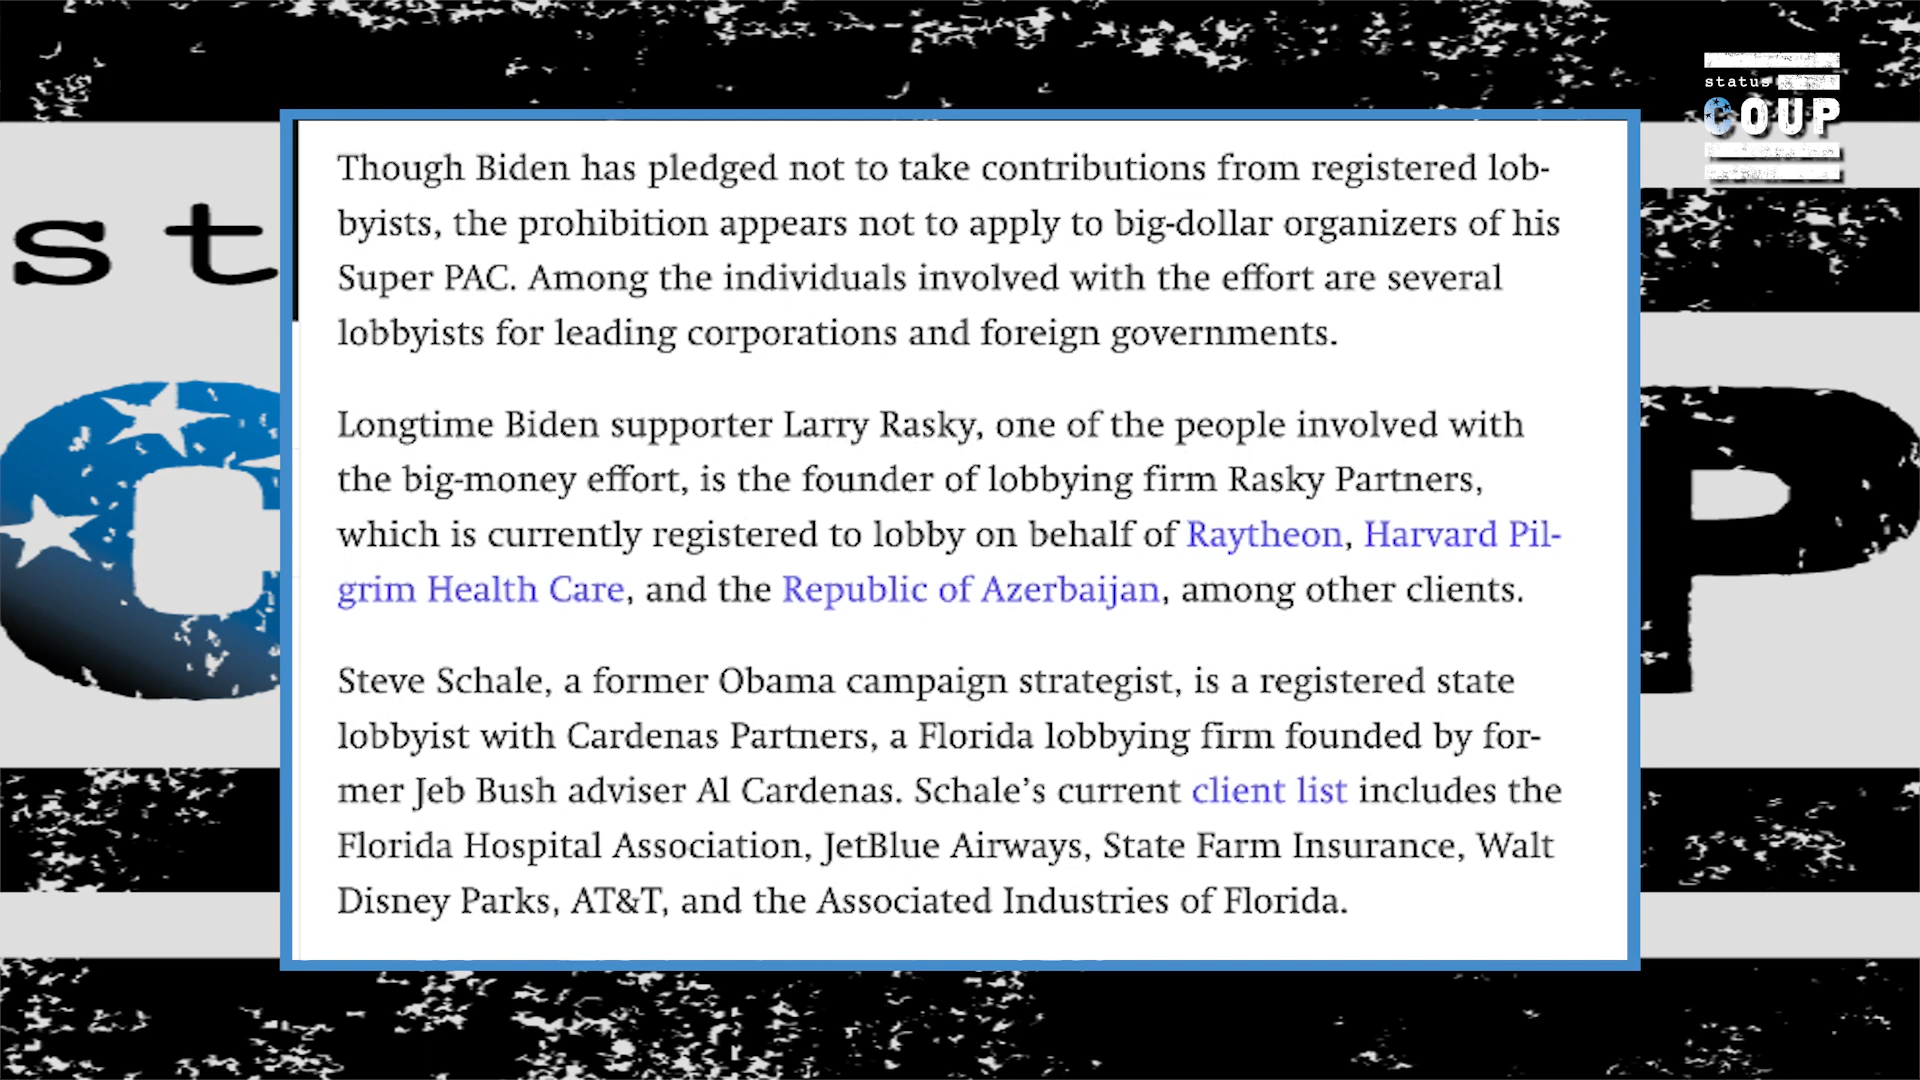 status
COUP
st
Though Biden has pledged not to take contributions from registered lob-
byists, the prohibition appears not to apply to big-dollar organizers of his
Super PAC. Among the individuals involved with the effort are several
lobbyists for leading corporations and foreign governments.
Longtime Biden supporter Larry Rasky, one of the people involved with
the big-money effort, is the founder of lobbying firm Rasky Partners,
which is currently registered to lobby on behalf of Raytheon, Harvard Pil-
grim Health Care, and the Republic of Azerbaijan, among other clients.
Steve Schale, a former Obama campaign strategist, is a registered state
lobbyist with Cardenas Partners, a Florida lobbying firm founded by for-
mer Jeb Bush adviser Al Cardenas. Schale’s current client list includes the
Florida Hospital Association, JetBlue Airways, State Farm Insurance, Walt
Disney Parks, AT&T, and the Associated Industries of Florida.
C P